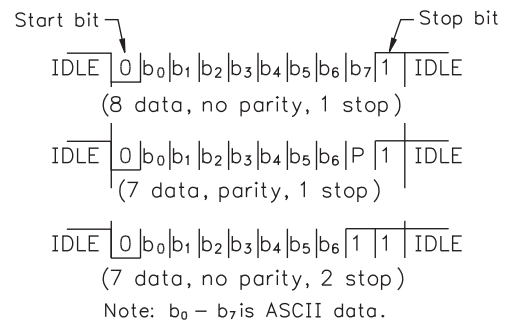 Start bit Stop bit
IDLE 0 b₀ b₁ b₂ b₃ b₄ b₅ b₆ b₇ 1 IDLE
(8 data, no parity, 1 stop)
IDLE 0 b₀ b₁ b₂ b₃ b₄ b₅ b₆ P 1 IDLE
(7 data, parity, 1 stop)
IDLE 0 b₀ b₁ b₂ b₃ b₄ b₅ b₆ 1 1 IDLE
(7 data, no parity, 2 stop)
Note: b₀ – b₇ is ASCII data.